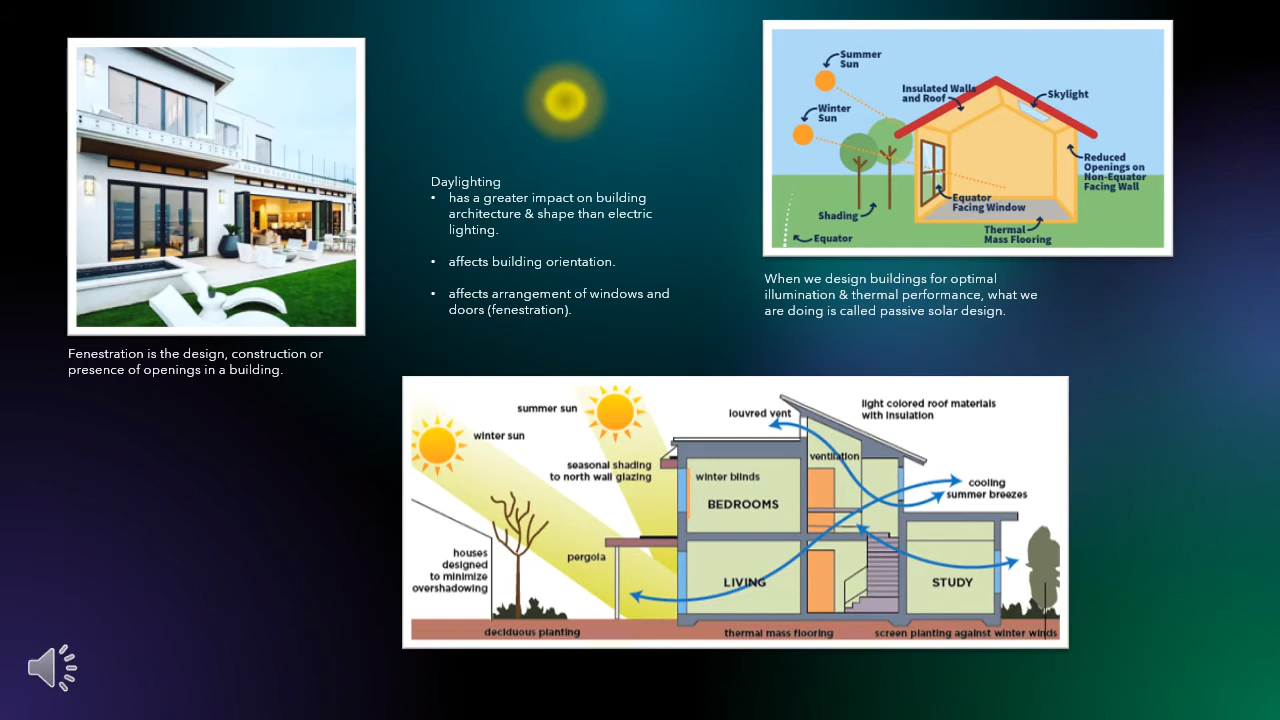 Fenestration is the design, construction or
presence of openings in a building.
Daylighting
• has a greater impact on building
architecture & shape than electric
lighting.
• affects building orientation.
• affects arrangement of windows and
doors (fenestration).
Summer
Sun
Winter
Sun
Insulated Walls
and Roof
Skylight
Reduced
Openings on
Non-Equator
Facing Wall
Equator
Facing Window
Shading
Thermal
Mass Flooring
Equator
When we design buildings for optimal
illumination & thermal performance, what we
are doing is called passive solar design.
summer sun
winter sun
seasonal shading
to north wall glazing
louvred vent
light colored roof materials
with insulation
ventilation
winter blinds
BEDROOMS
cooling
summer breezes
houses
designed
to minimize
overshadowing
pergola
LIVING
STUDY
deciduous planting
thermal mass flooring
screen planting against winter winds